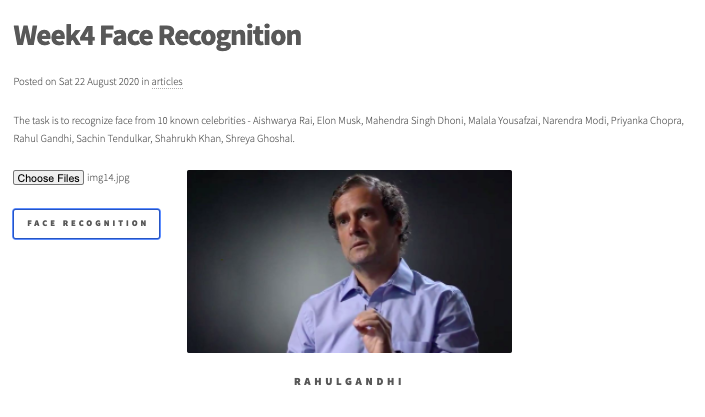 Week4 Face Recognition
Posted on Sat 22 August 2020 in articles
The task is to recognize face from 10 known celebrities - Aishwarya Rai, Elon Musk, Mahendra Singh Dhoni, Malala Yousafzai, Narendra Modi, Priyanka Chopra,
Rahul Gandhi, Sachin Tendulkar, Shahrukh Khan, Shreya Ghoshal.
Choose Files img14.jpg
FACE RECOGNITION
RAHULGANDHI